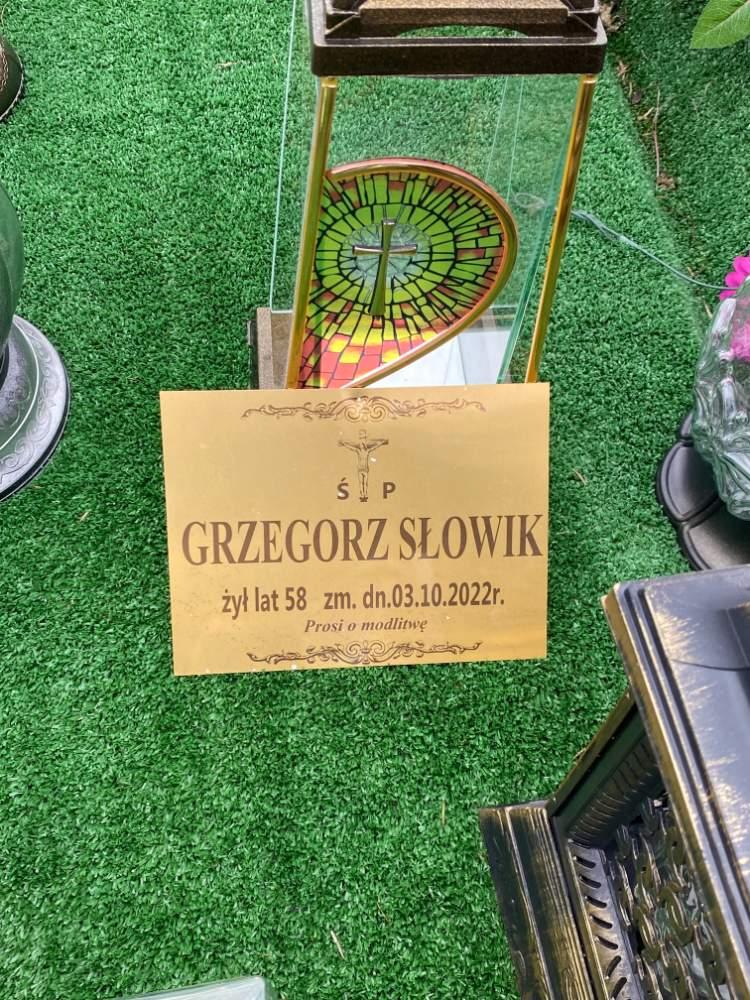 Ś P
GRZEGORZ SŁOWIK
żył lat 58 zm. dn.03.10.2022r.
Prosi o modlitwę